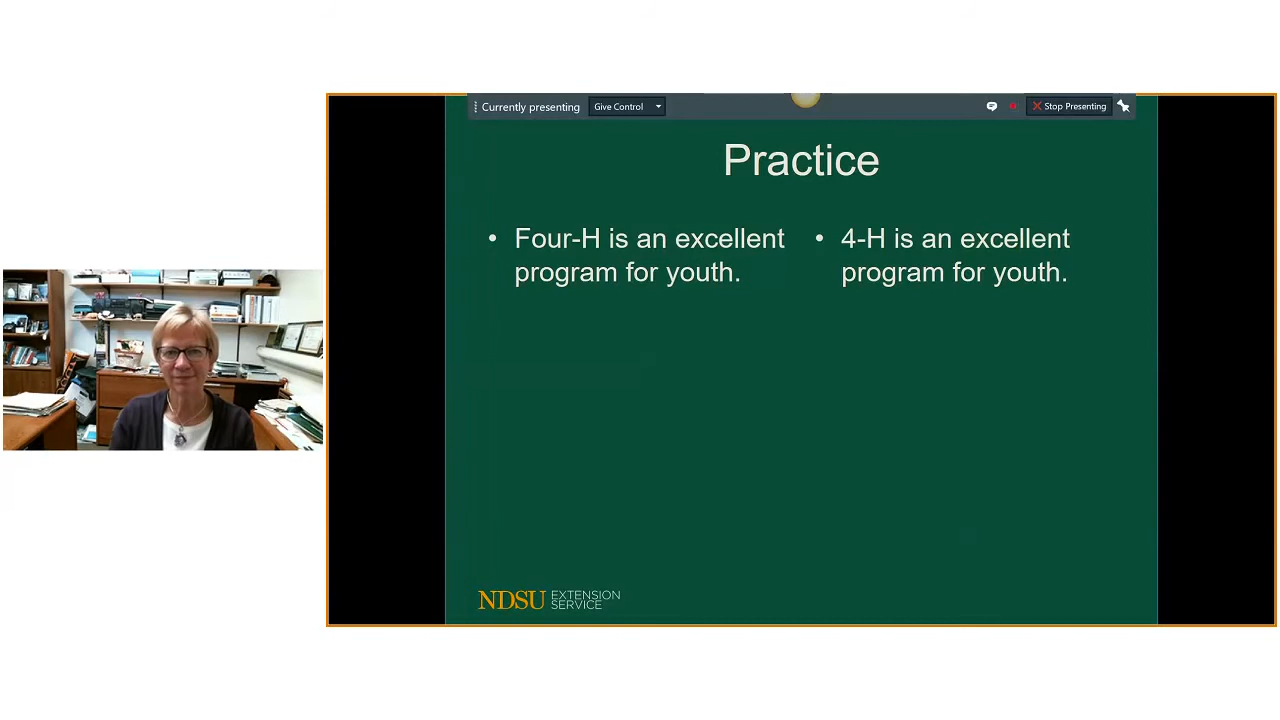 Currently presenting
Give Control
Stop Presenting
Practice
• Four-H is an excellent
program for youth.
• 4-H is an excellent
program for youth.
NDSU EXTENSION
SERVICE